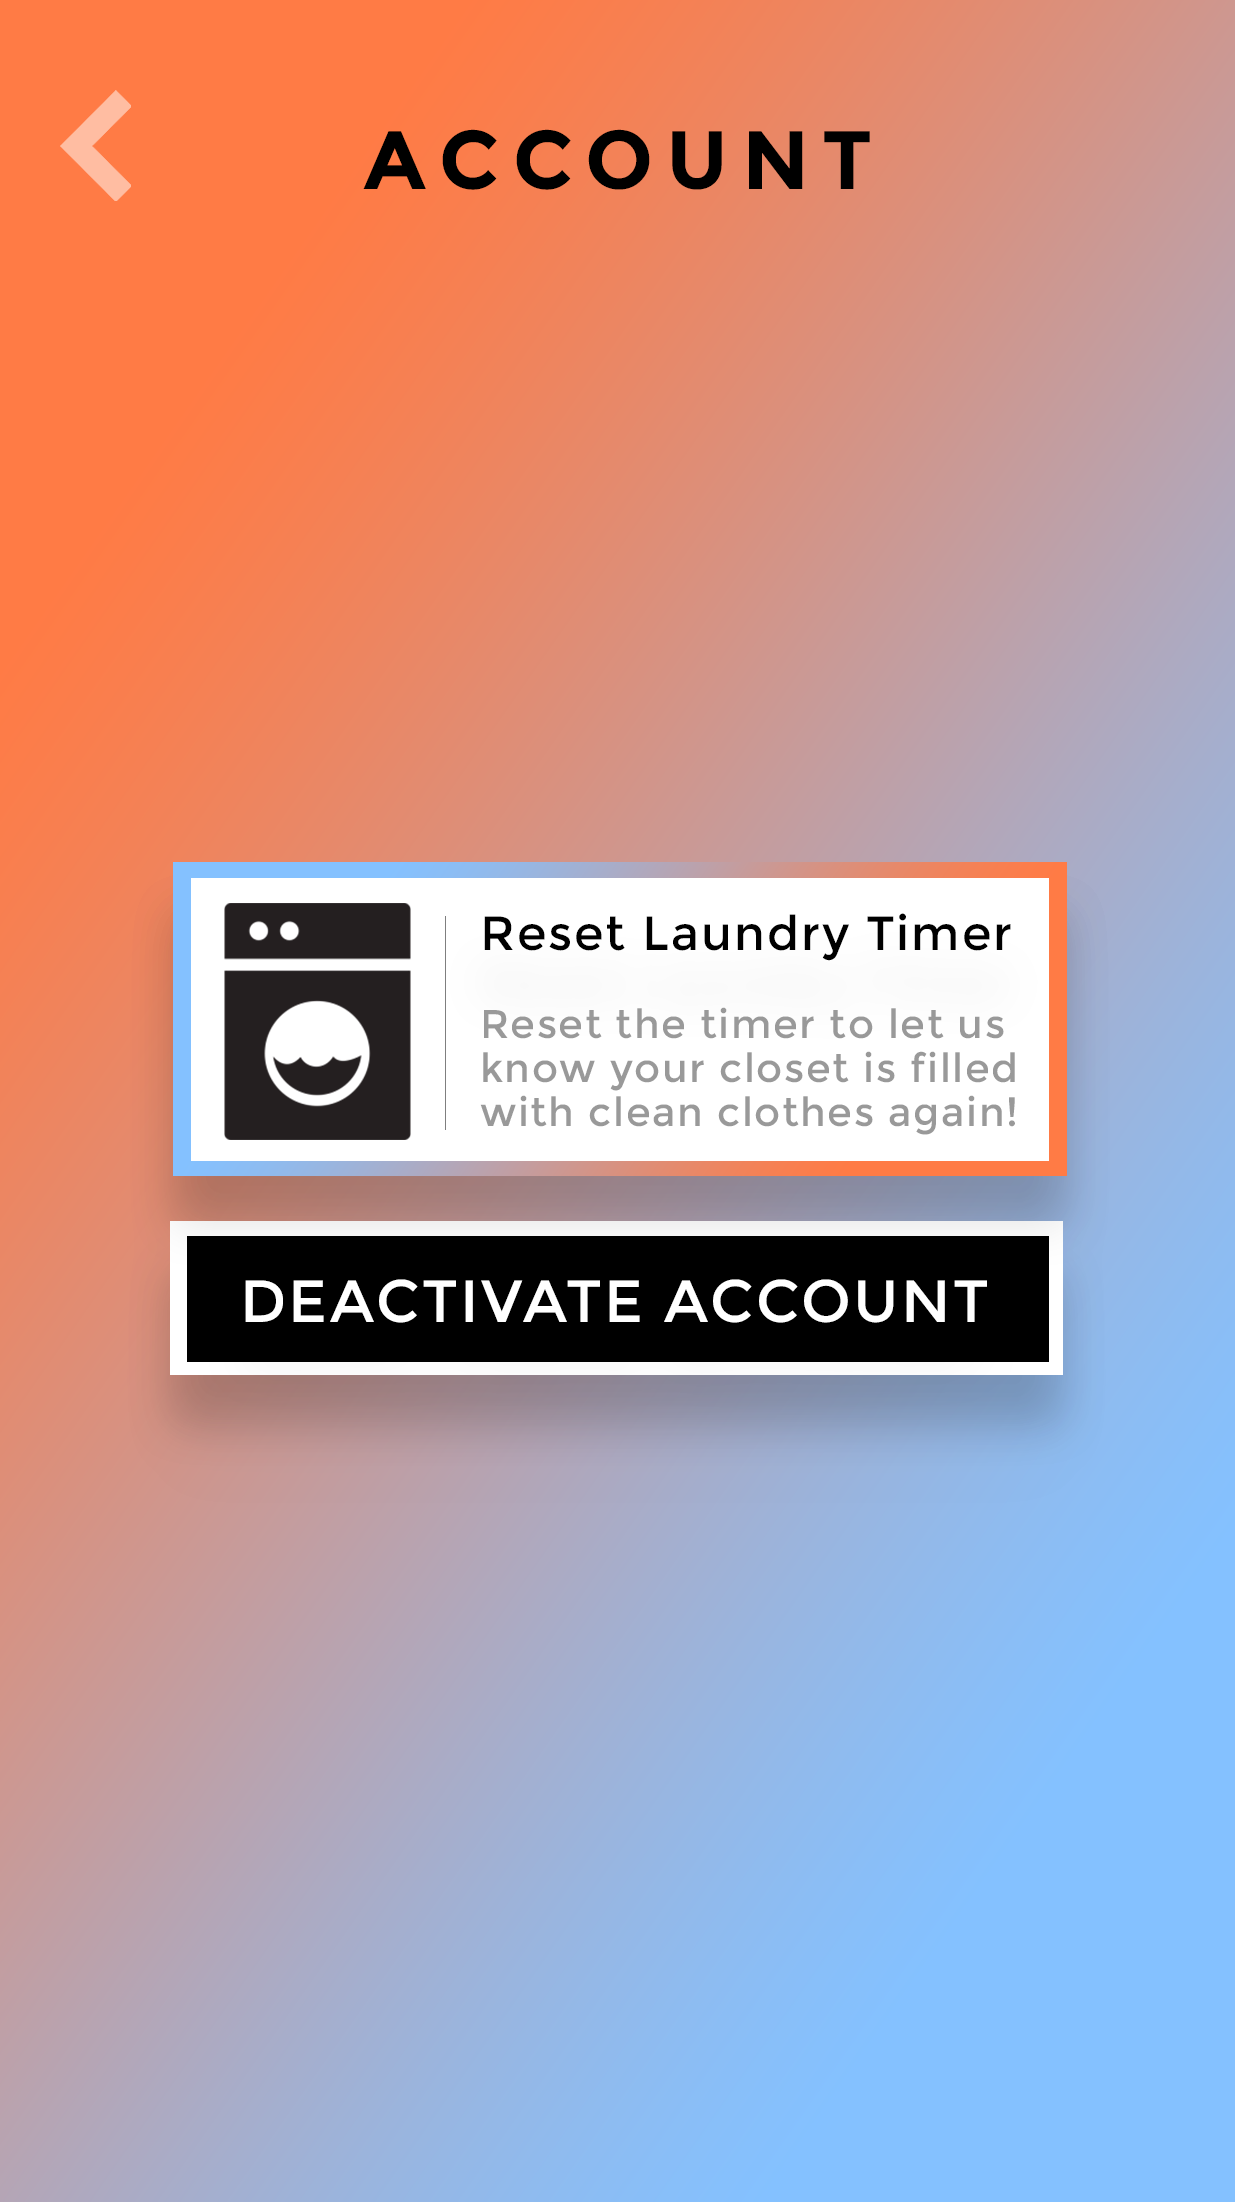 ACCOUNT
Reset Laundry Timer
Reset the timer to let us
know your closet is filled
with clean clothes again!
DEACTIVATE ACCOUNT